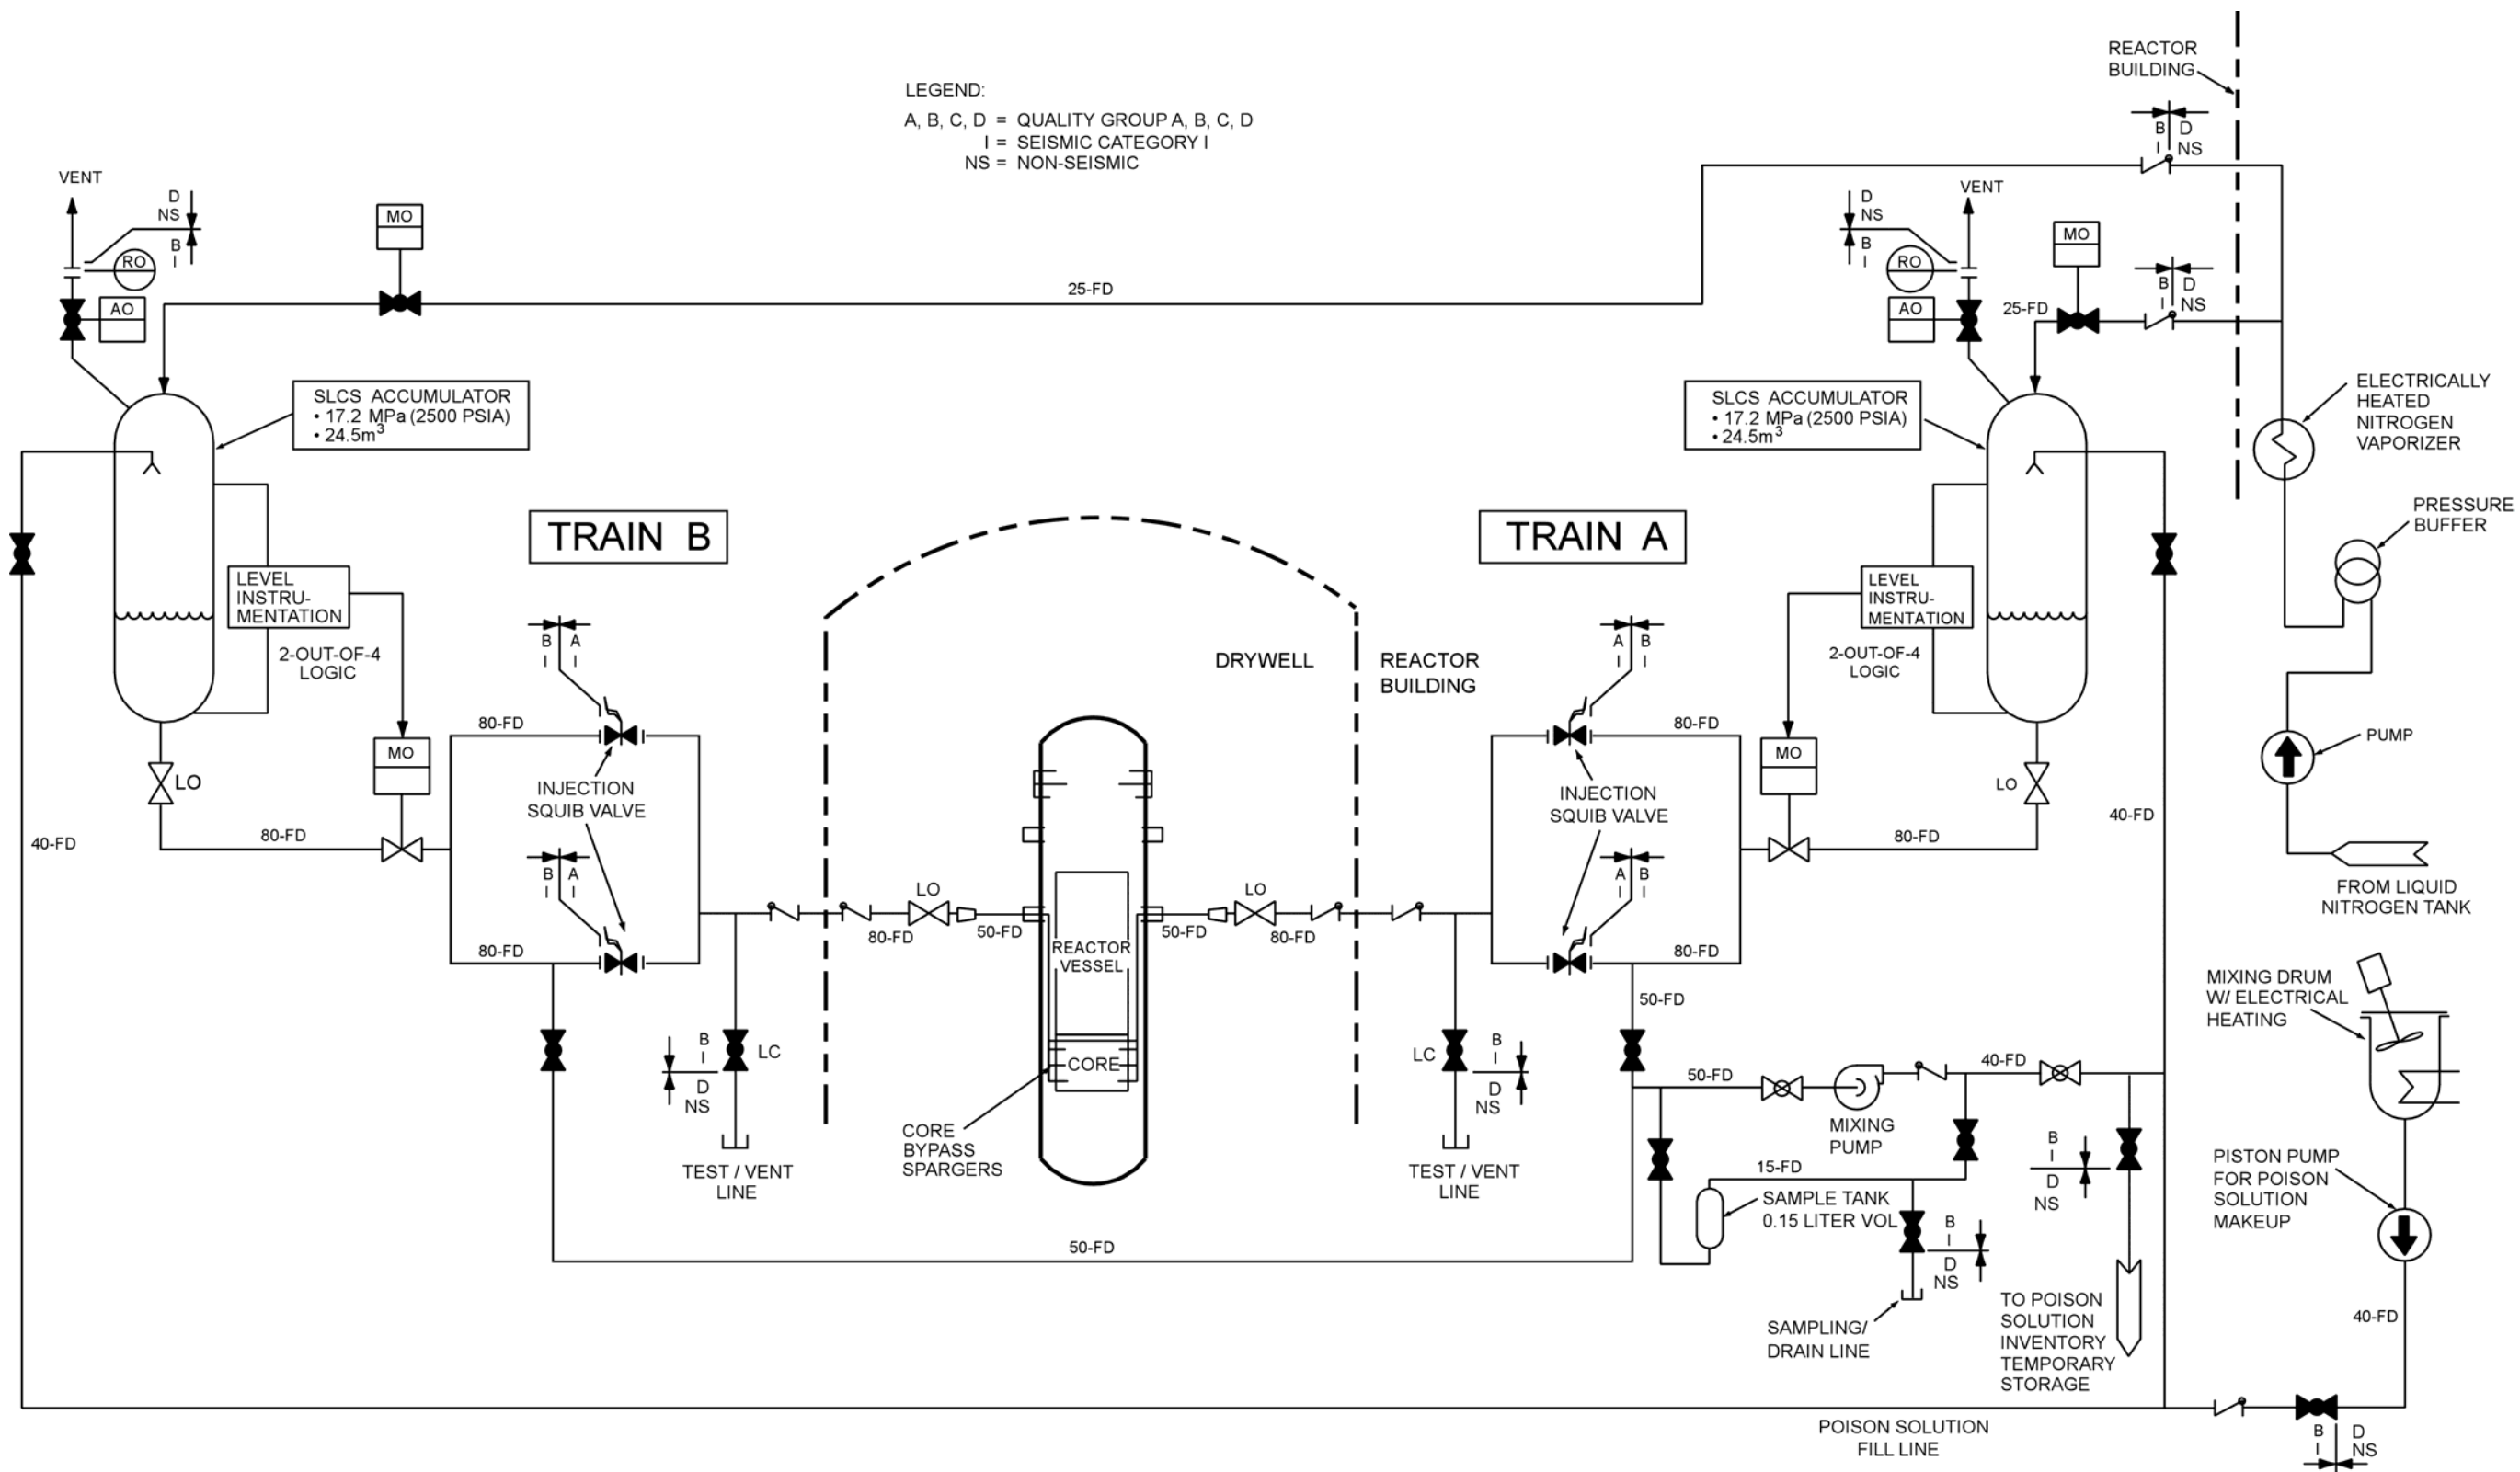 REACTOR
BUILDING
LEGEND:
A, B, C, D = QUALITY GROUP A, B, C, D
I = SEISMIC CATEGORY I
NS = NON-SEISMIC
B D
I NS
VENT
D
NS
B
I
RO
AO
MO
25-FD
VENT
D
NS
B
I
RO
AO
MO
25-FD
B D
I NS
SLCS ACCUMULATOR
• 17.2 MPa (2500 PSIA)
• 24.5m³
SLCS ACCUMULATOR
• 17.2 MPa (2500 PSIA)
• 24.5m³
ELECTRICALLY
HEATED
NITROGEN
VAPORIZER
PRESSURE
BUFFER
TRAIN B
TRAIN A
LEVEL
INSTRU-
MENTATION
2-OUT-OF-4
LOGIC
LEVEL
INSTRU-
MENTATION
2-OUT-OF-4
LOGIC
B A
I I
A B
I I
DRYWELL
REACTOR
BUILDING
80-FD
80-FD
MO
MO
PUMP
LO
LO
INJECTION
SQUIB VALVE
INJECTION
SQUIB VALVE
40-FD
80-FD
80-FD
40-FD
B A
I I
A B
I I
LO
LO
FROM LIQUID
NITROGEN TANK
80-FD
80-FD
50-FD
50-FD
80-FD
80-FD
REACTOR
VESSEL
MIXING DRUM
W/ ELECTRICAL
HEATING
50-FD
B
I
D
NS
LC
CORE
LC
B
I
D
NS
50-FD
40-FD
MIXING
PUMP
CORE
BYPASS
SPARGERS
TEST / VENT
LINE
TEST / VENT
LINE
15-FD
SAMPLE TANK
0.15 LITER VOL
B
I
D
NS
PISTON PUMP
FOR POISON
SOLUTION
MAKEUP
50-FD
B
I
D
NS
SAMPLING/
DRAIN LINE
TO POISON
SOLUTION
INVENTORY
TEMPORARY
STORAGE
40-FD
POISON SOLUTION
FILL LINE
B D
I NS